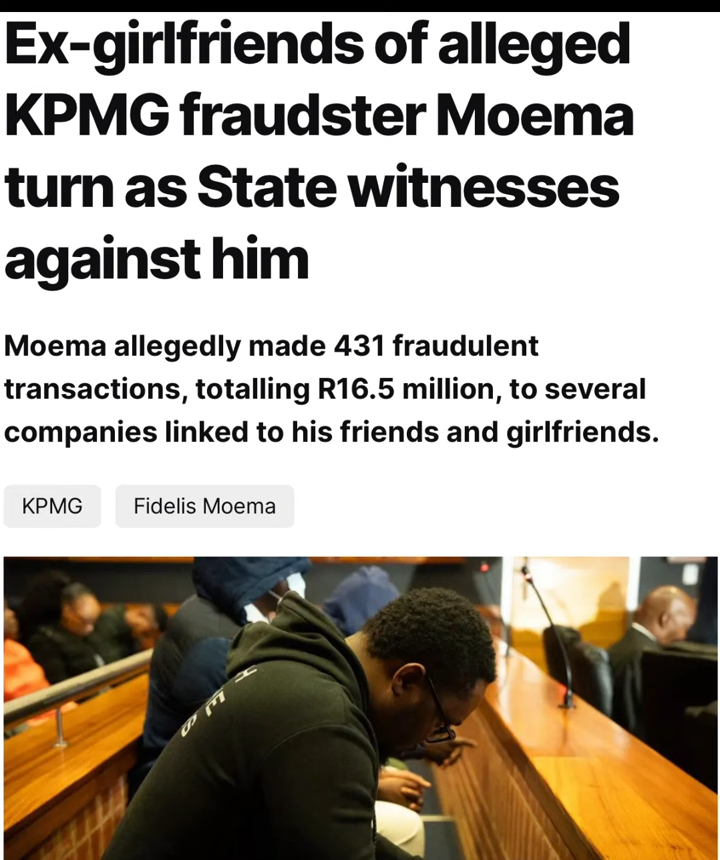 Ex-girlfriends of alleged
KPMG fraudster Moema
turn as State witnesses
against him
Moema allegedly made 431 fraudulent
transactions, totalling R16.5 million, to several
companies linked to his friends and girlfriends.
KPMG
Fidelis Moema